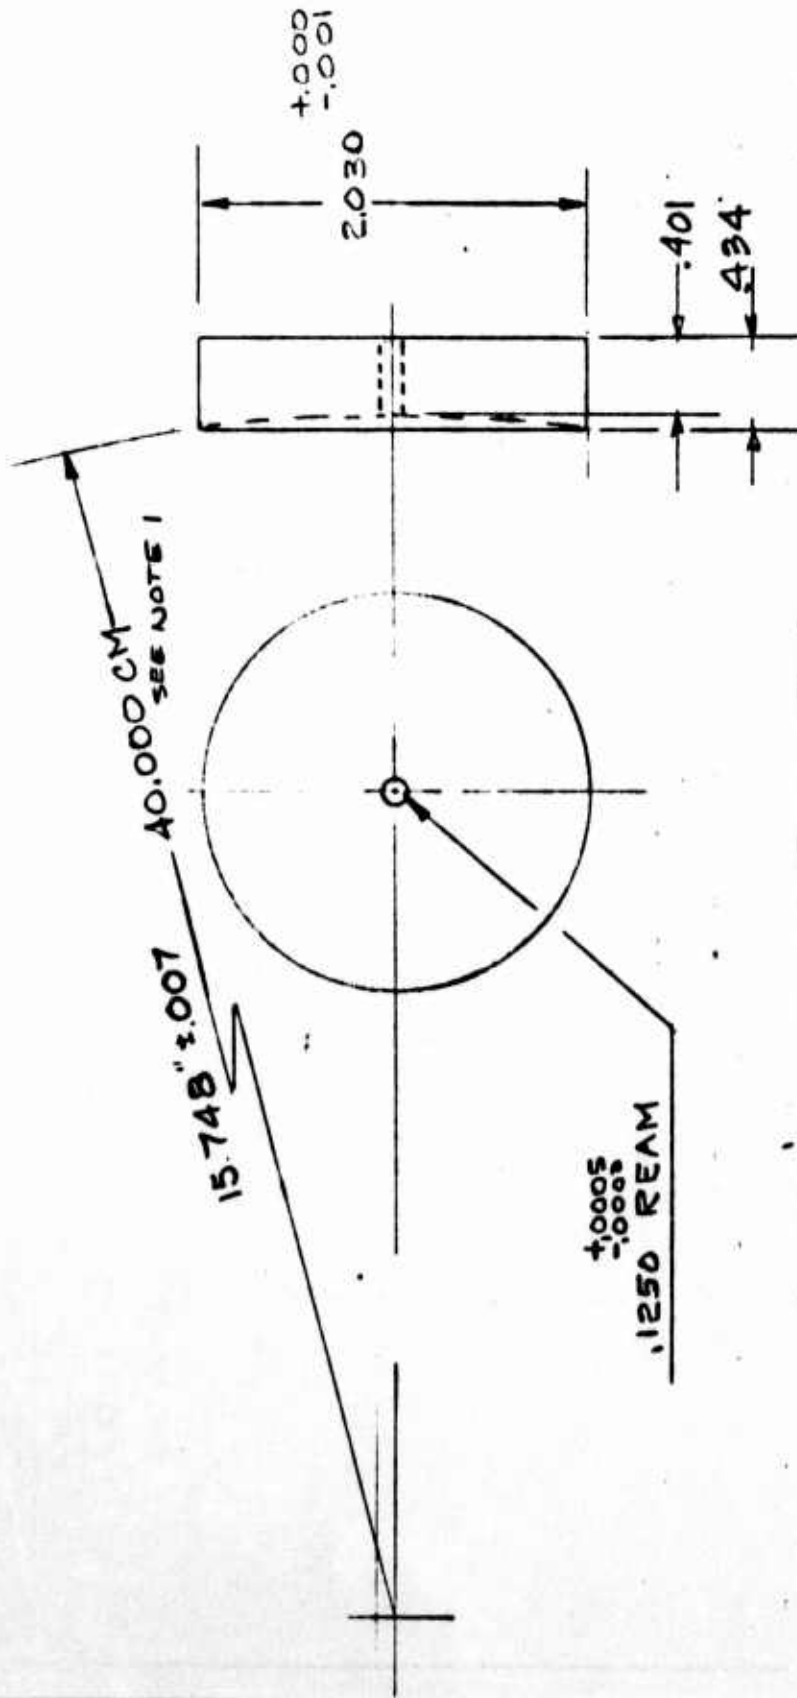 +.000
-.001
2.030
.401
.434
40.000 CM
SEE NOTE 1
15.748" ±.007
+.0005
-.0000
.1250 REAM